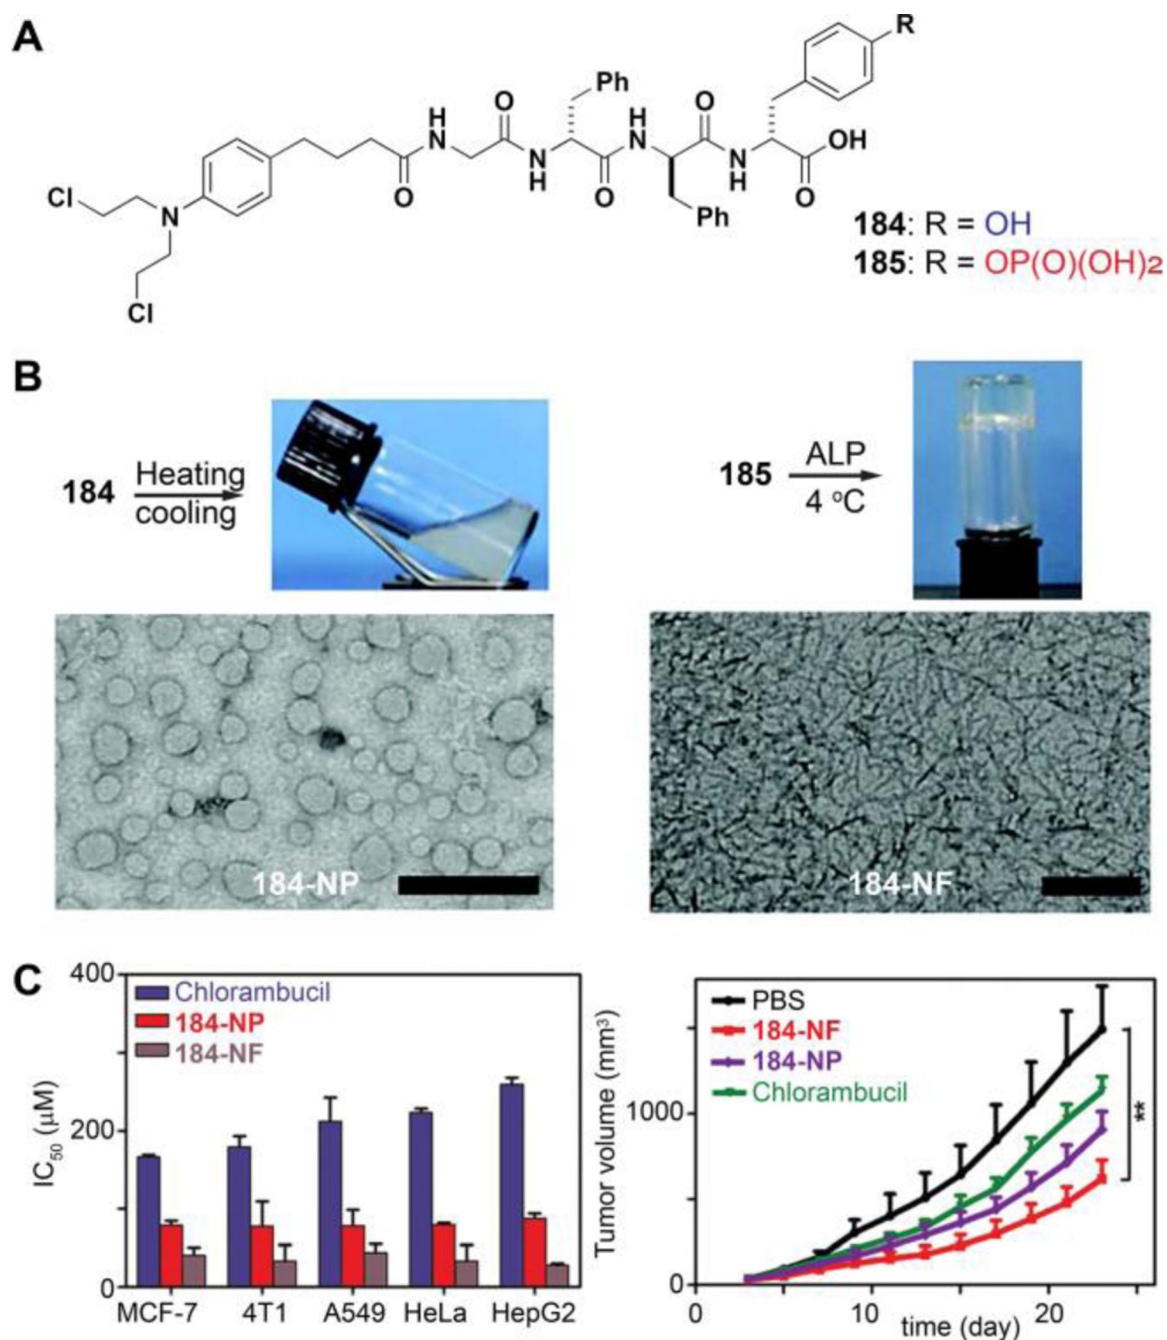 A
R
Ph
O
H
N
O
H
N
O
OH
N
H
O
N
H
O
N
H
O
Ph
Cl
N
Cl
184: R = OH
185: R = OP(O)(OH)2
B
184
Heating
cooling
185
ALP
4 °C
184-NP
184-NF
C
400
200
0
IC50 (μM)
Chlorambucil
184-NP
184-NF
MCF-7 4T1 A549 HeLa HepG2
Tumor volume (mm³)
1000
0
PBS
184-NF
184-NP
Chlorambucil
**
0 10 20
time (day)